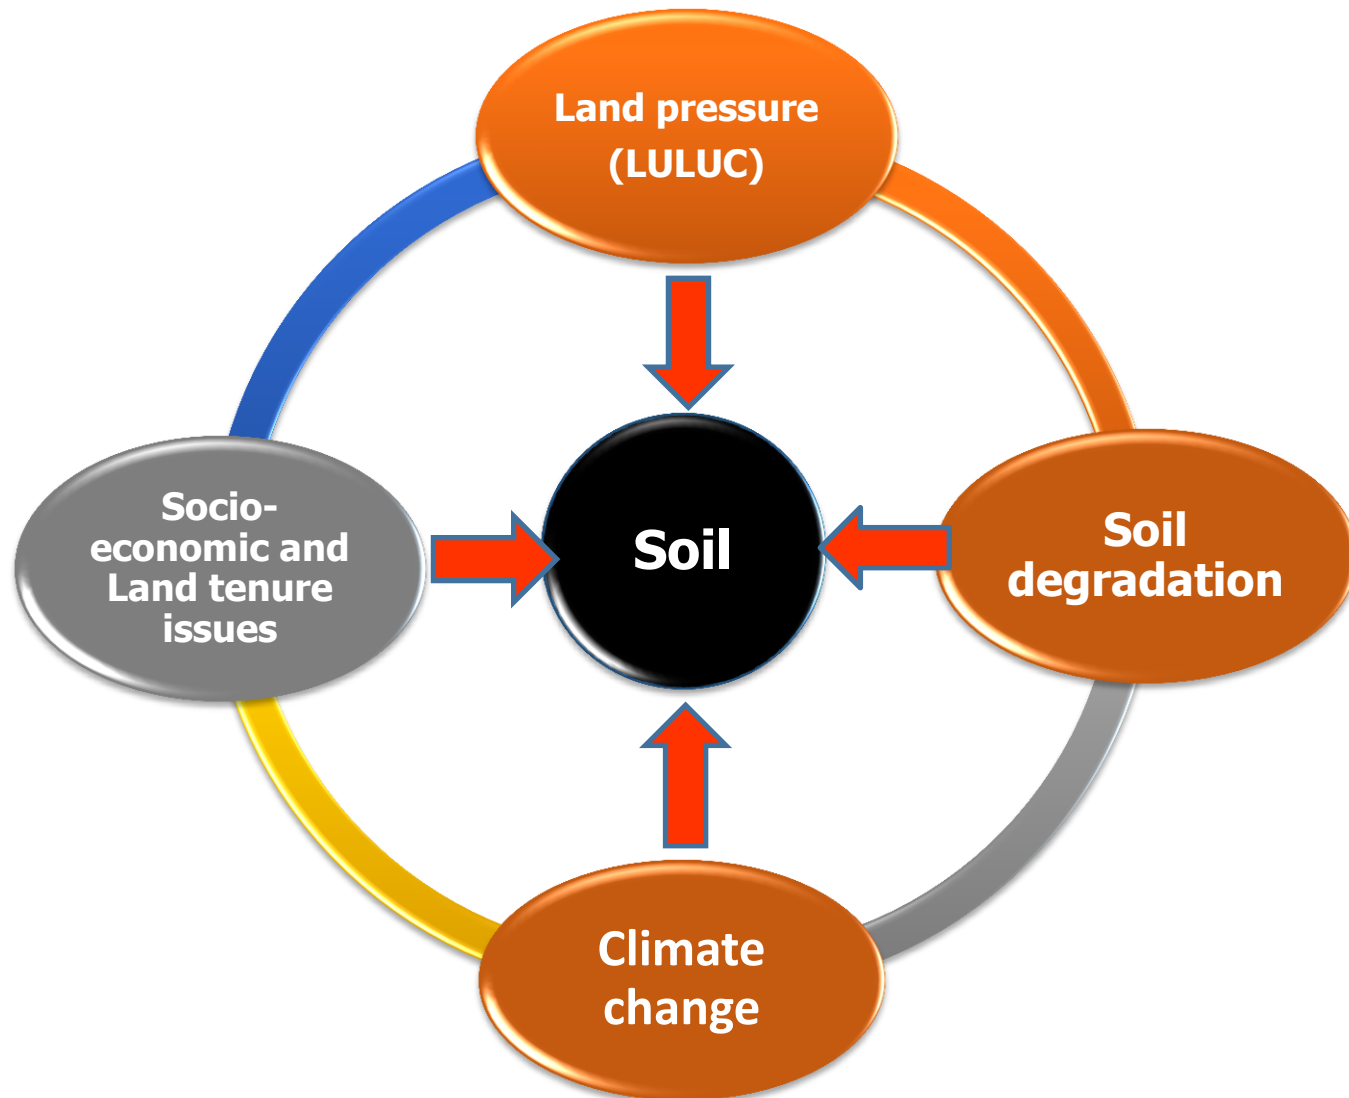 Land pressure
(LULUC)
Socio-
economic and
Land tenure
issues
Soil
Soil
degradation
Climate
change